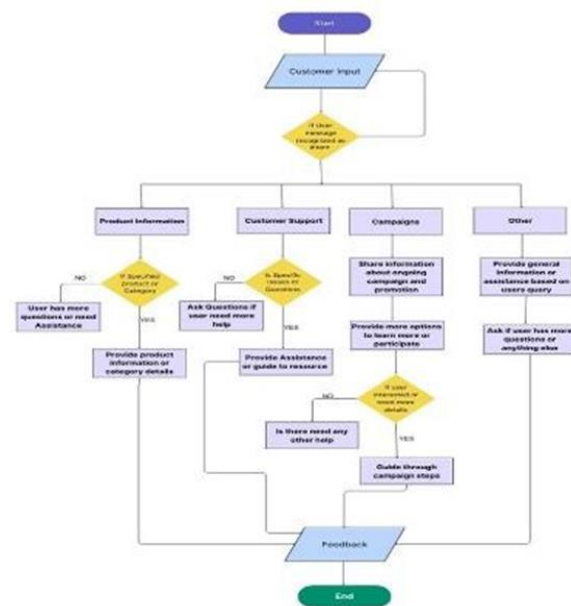 Start
Customer Input
If User
message
recognized as
Product Information
Customer Support
Campaigns
Other
If Specified
product or
Category
NO
YES
User has more
questions or need
Assistance
Provide product
information or
category details
Is Specific
Issues or
Questions
NO
YES
Ask Questions if
user need more
help
Provide Assistance
or guide to resource
Share information
about ongoing
campaign and
promotion
Provide more options
to learn more or
participate
If user
interested or
need more
details
NO
YES
Is there need any
other help
Guide through
campaign steps
Provide general
information or
assistance based on
users query
Ask if user has more
questions or
anything else
Feedback
End